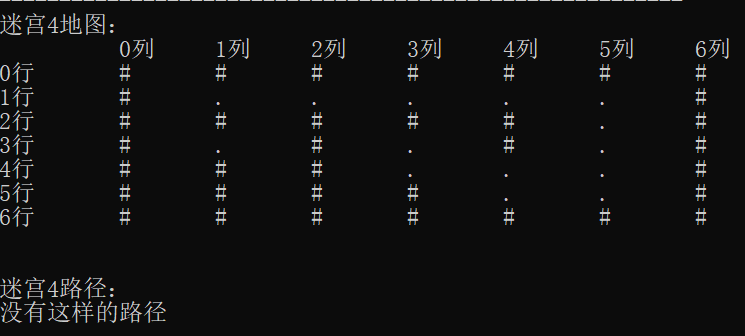 迷宫4地图:
0列 1列 2列 3列 4列 5列 6列
0行 # # # # # # #
1行 # . . . . . #
2行 # # # # # . #
3行 # . # . # . #
4行 # # # . . . #
5行 # # # # . . #
6行 # # # # # # #
迷宫4路径:
没有这样的路径